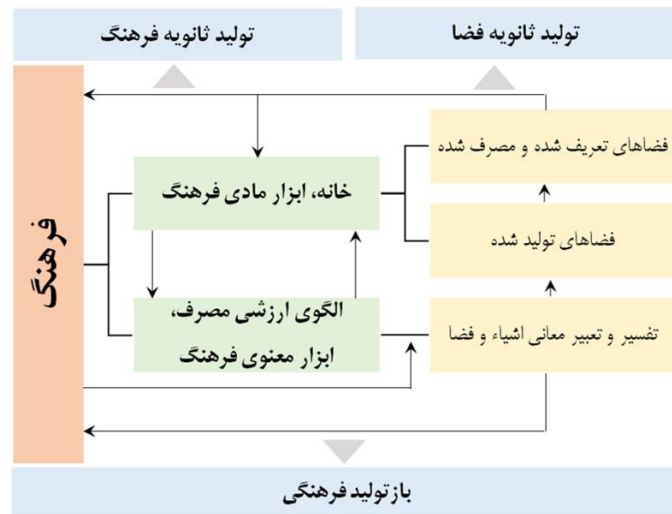 تولید ثانویه فضا
تولید ثانویه فرهنگ
فضاهای تعریف شده و مصرف شده
خانه، ابزار مادی فرهنگ
فضاهای تولید شده
فرهنگ
الگوی ارزشی مصرف،
ابزار معنوی فرهنگ
تفسیر و تعبیر معانی اشیاء و فضا
بازتولید فرهنگی